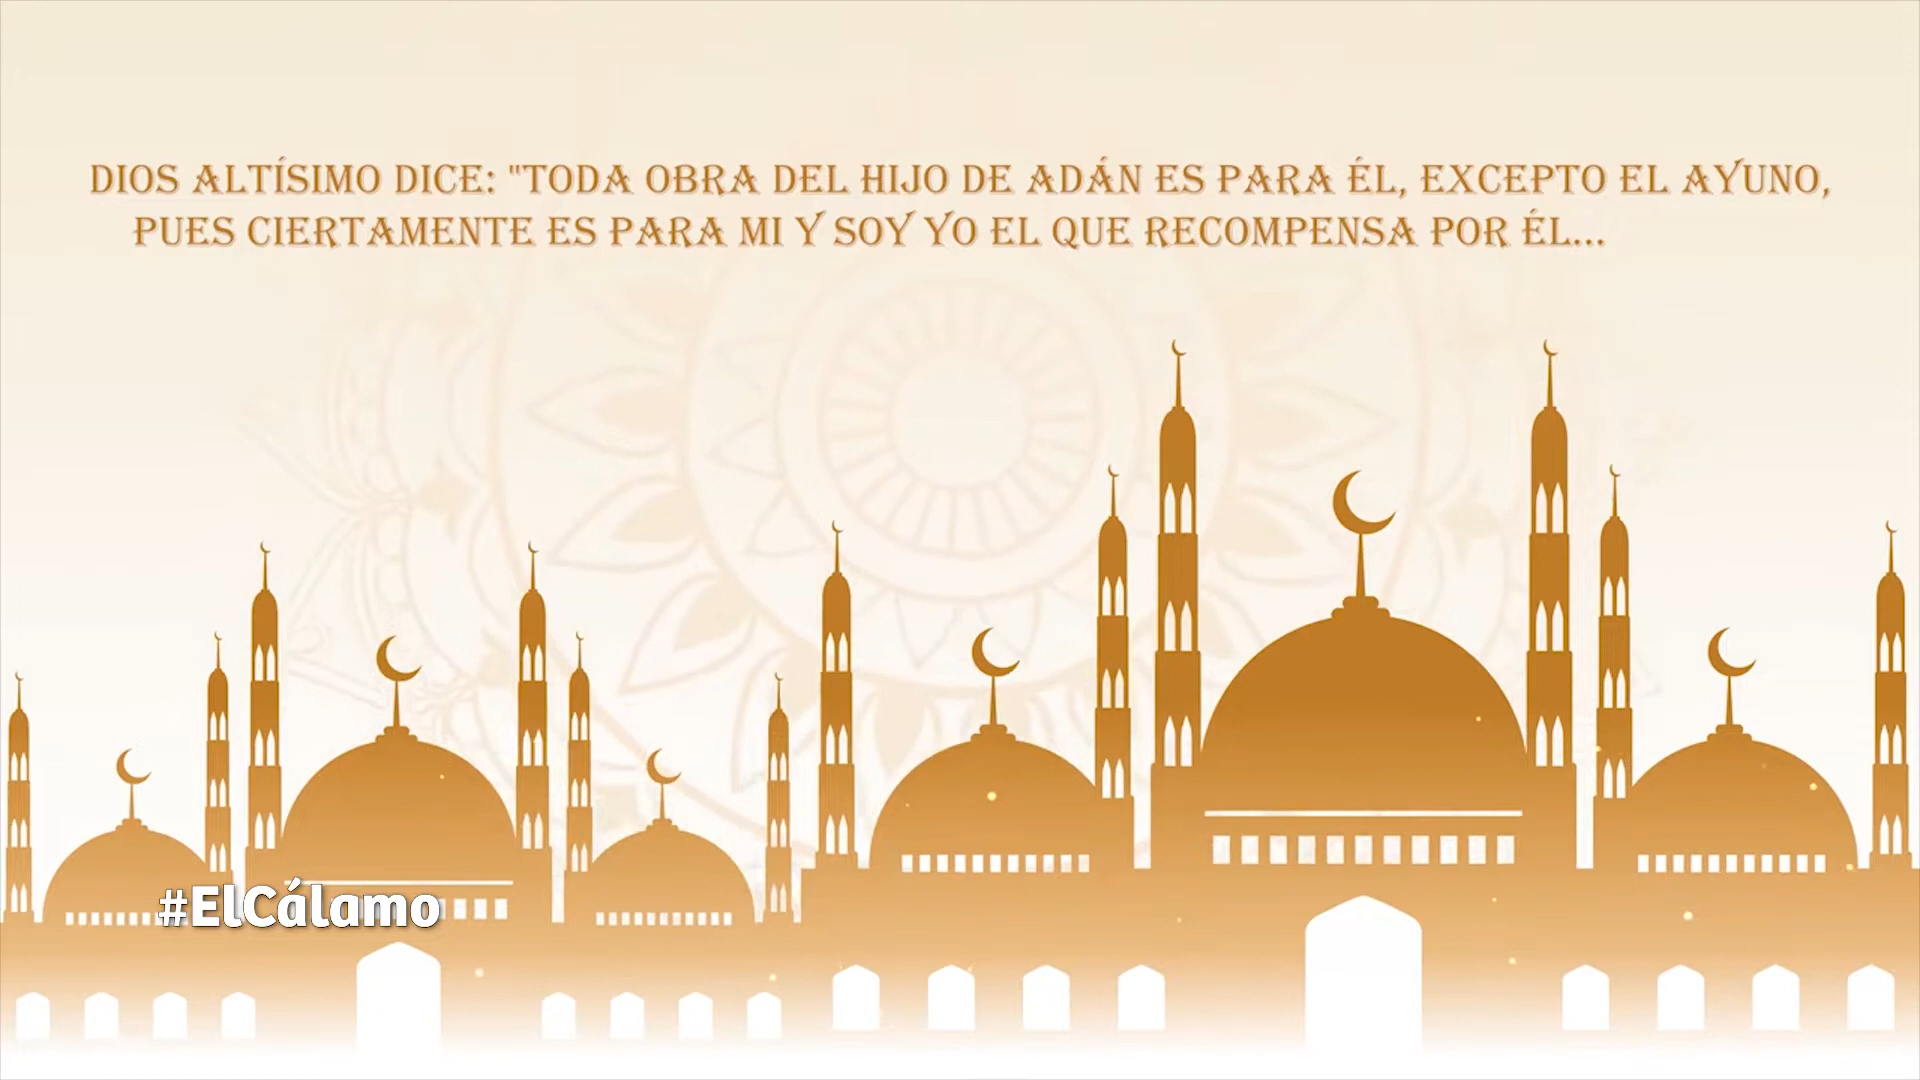 DIOS ALTÍSIMO DICE: "TODA OBRA DEL HIJO DE ADÁN ES PARA ÉL, EXCEPTO EL AYUNO,
PUES CIERTAMENTE ES PARA MI Y SOY YO EL QUE RECOMPENSA POR ÉL...
#ElCálamo